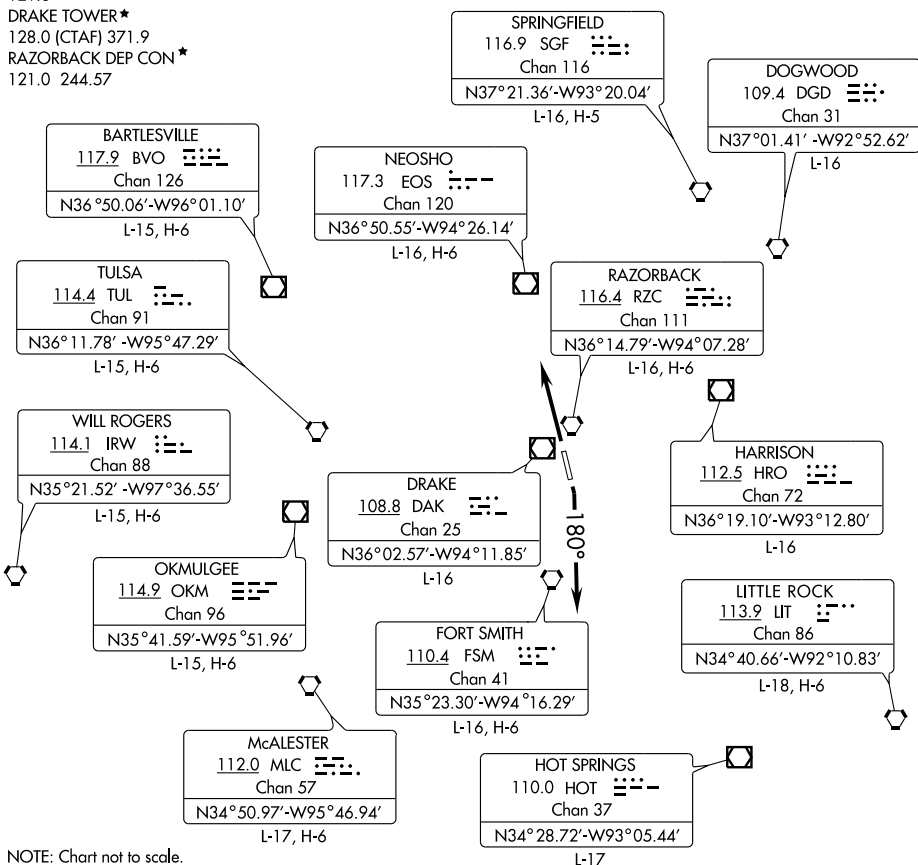 DRAKE TOWER★
128.0 (CTAF) 371.9
RAZORBACK DEP CON ★
121.0 244.57
SPRINGFIELD
116.9 SGF
Chan 116
N37°21.36′-W93°20.04′
L-16, H-5
DOGWOOD
109.4 DGD
Chan 31
N37°01.41′ -W92°52.62′
L-16
BARTLESVILLE
117.9 BVO
Chan 126
N36°50.06′-W96°01.10′
L-15, H-6
NEOSHO
117.3 EOS
Chan 120
N36°50.55′-W94°26.14′
L-16, H-6
TULSA
114.4 TUL
Chan 91
N36°11.78′ -W95°47.29′
L-15, H-6
RAZORBACK
116.4 RZC
Chan 111
N36°14.79′-W94°07.28′
L-16, H-6
WILL ROGERS
114.1 IRW
Chan 88
N35°21.52′ -W97°36.55′
L-15, H-6
HARRISON
112.5 HRO
Chan 72
N36°19.10′-W93°12.80′
L-16
DRAKE
108.8 DAK
Chan 25
N36°02.57′-W94°11.85′
L-16
180°
OKMULGEE
114.9 OKM
Chan 96
N35°41.59′-W95°51.96′
L-15, H-6
LITTLE ROCK
113.9 LIT
Chan 86
N34°40.66′-W92°10.83′
L-18, H-6
FORT SMITH
110.4 FSM
Chan 41
N35°23.30′-W94°16.29′
L-16, H-6
McALESTER
112.0 MLC
Chan 57
N34°50.97′-W95°46.94′
L-17, H-6
HOT SPRINGS
110.0 HOT
Chan 37
N34°28.72′-W93°05.44′
L-17
NOTE: Chart not to scale.